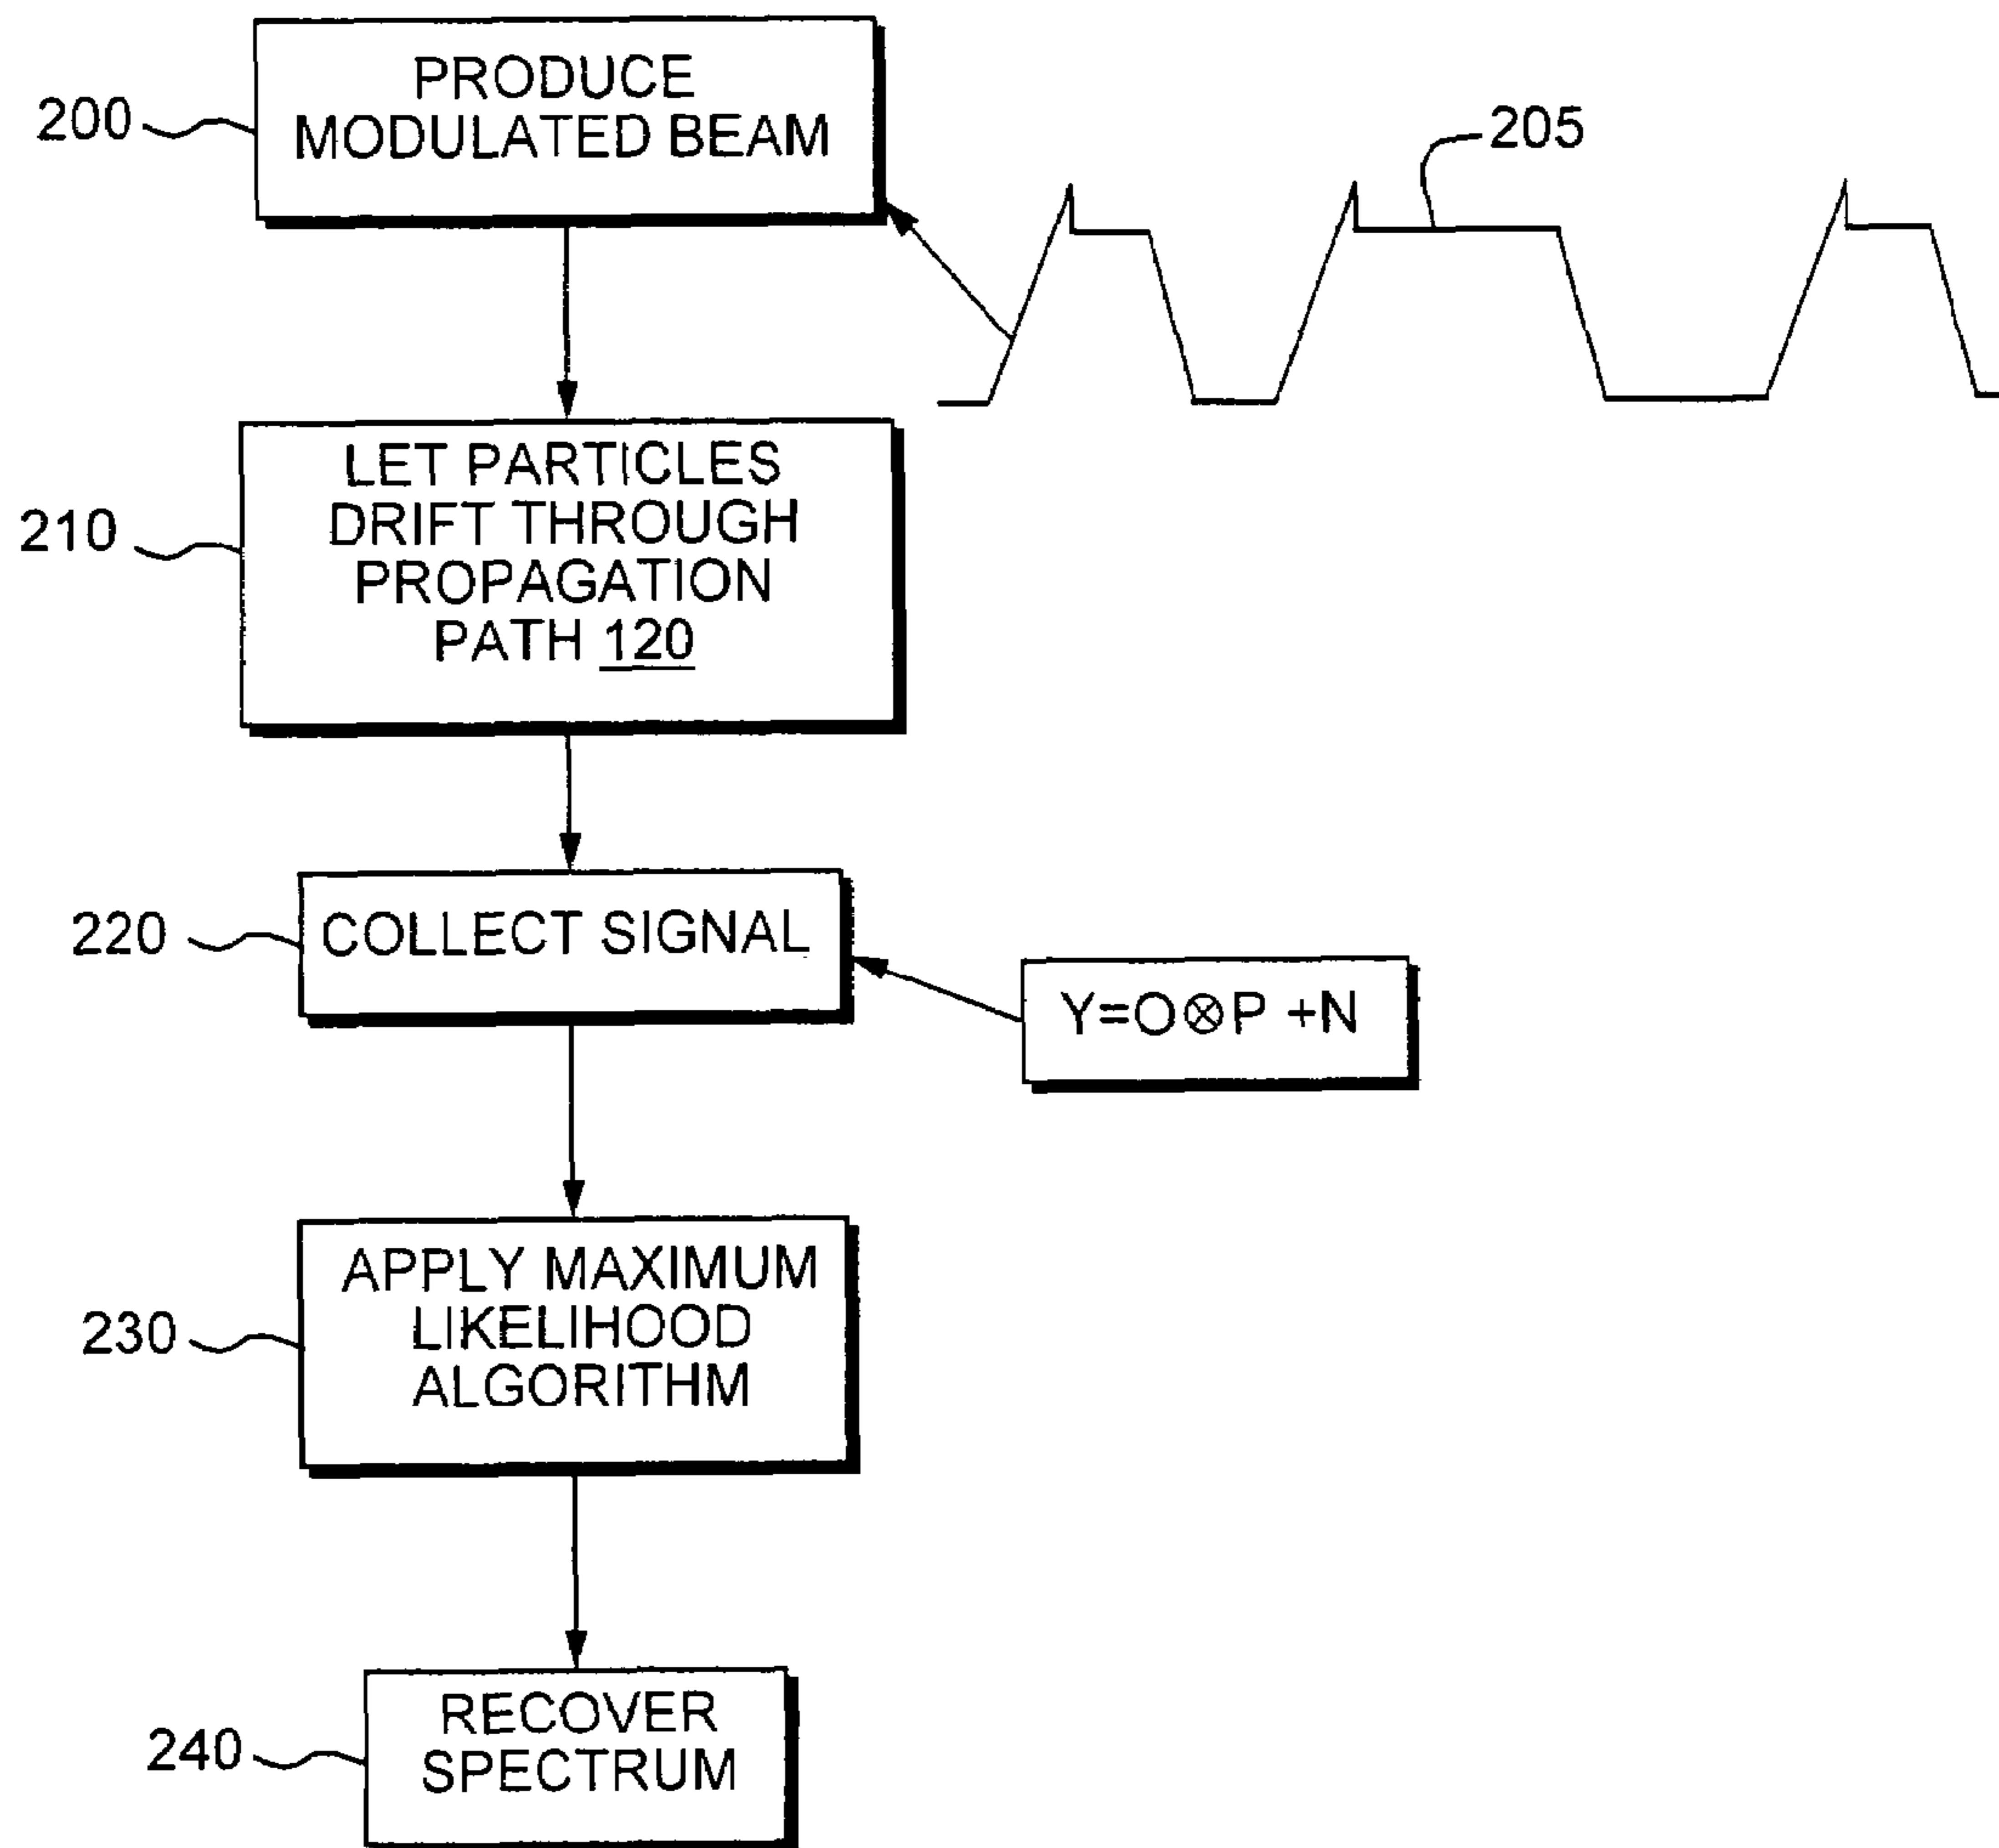 200
PRODUCE
MODULATED BEAM
205
210
LET PARTICLES
DRIFT THROUGH
PROPAGATION
PATH 120
220
COLLECT SIGNAL
Y=O⊗P +N
230
APPLY MAXIMUM
LIKELIHOOD
ALGORITHM
240
RECOVER
SPECTRUM